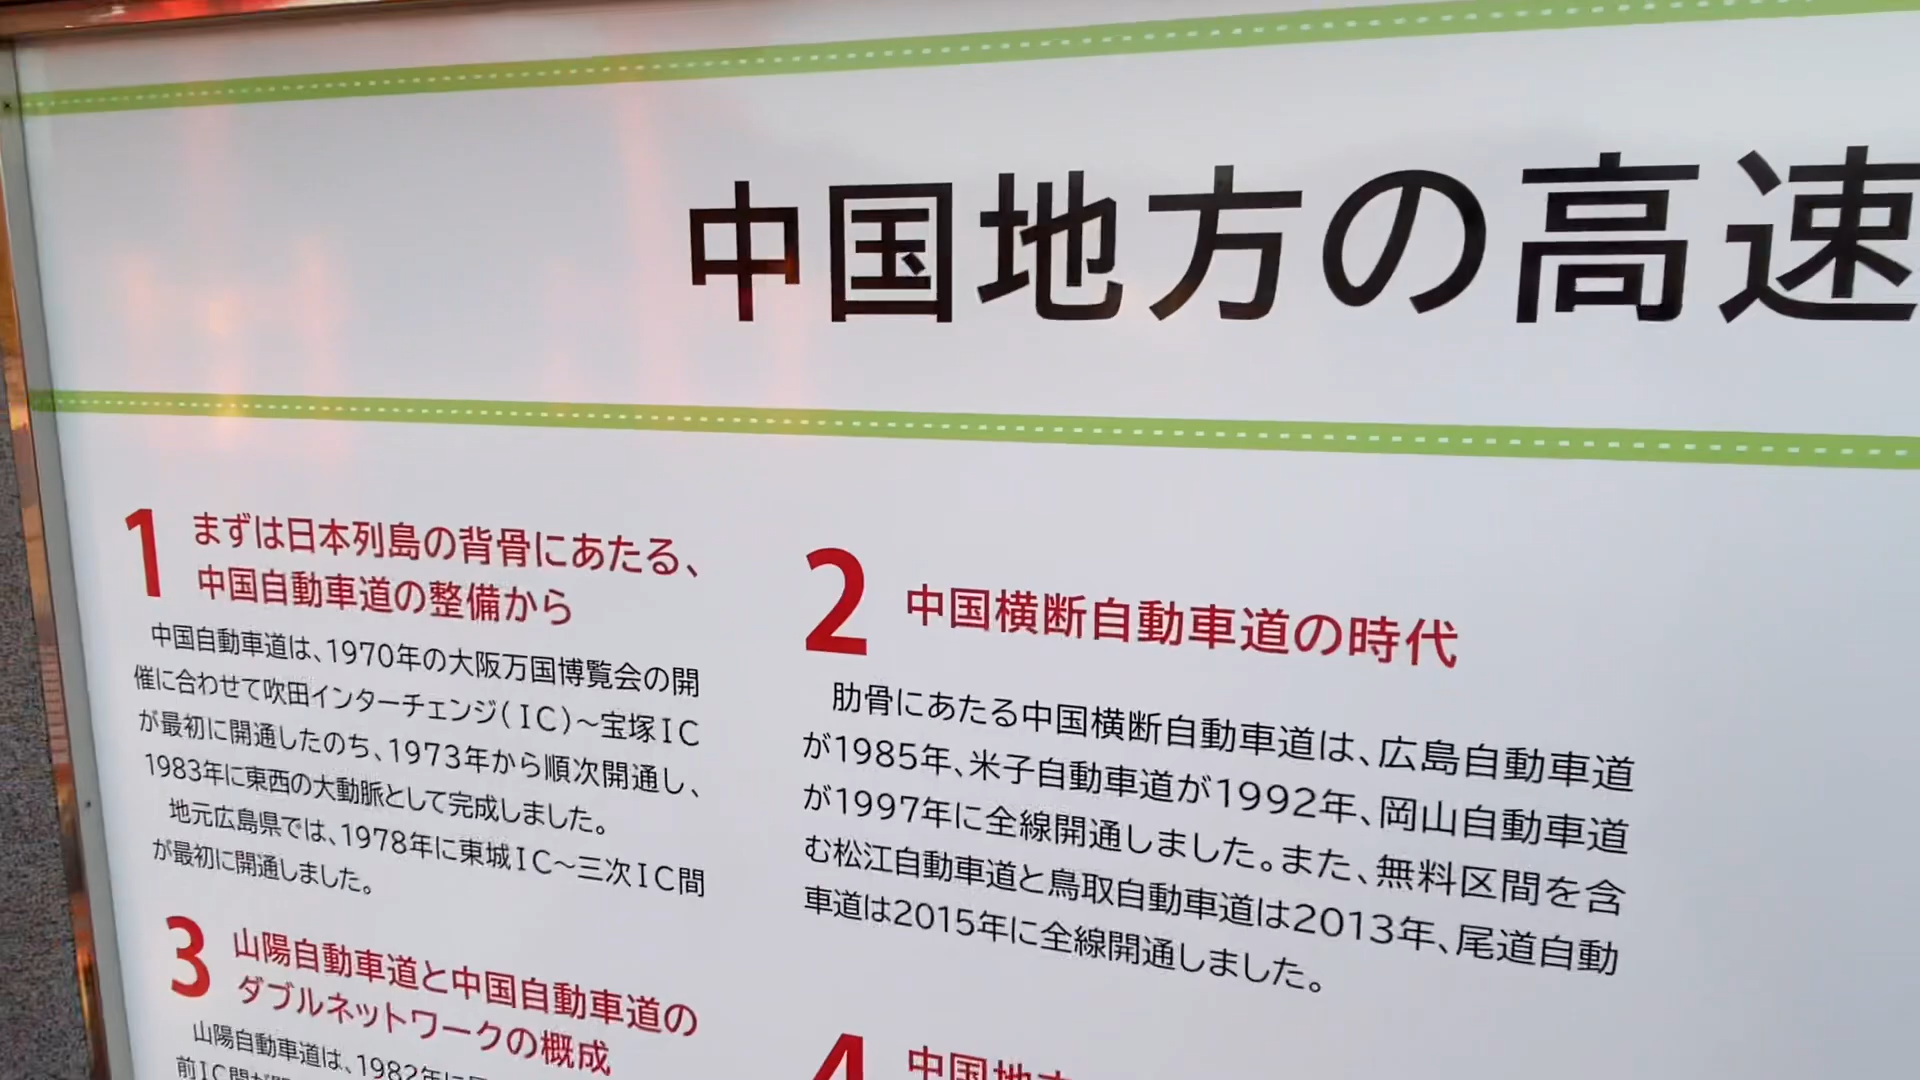 中国地方の高速
1
まずは日本列島の背骨にあたる、
中国自動車道の整備から
中国自動車道は、1970年の大阪万国博覧会の開
催に合わせて吹田インターチェンジ(IC)～宝塚IC
が最初に開通したのち、1973年から順次開通し、
1983年に東西の大動脈として完成しました。
地元広島県では、1978年に東城IC～三次IC間
が最初に開通しました。
2
中国横断自動車道の時代
肋骨にあたる中国横断自動車道は、広島自動車道
が1985年、米子自動車道が1992年、岡山自動車道
が1997年に全線開通しました。また、無料区間を含
む松江自動車道と鳥取自動車道は2013年、尾道自動
車道は2015年に全線開通しました。
3
山陽自動車道と中国自動車道の
ダブルネットワークの概成
山陽自動車道は、1982年に
前IC間が
4
中国地方